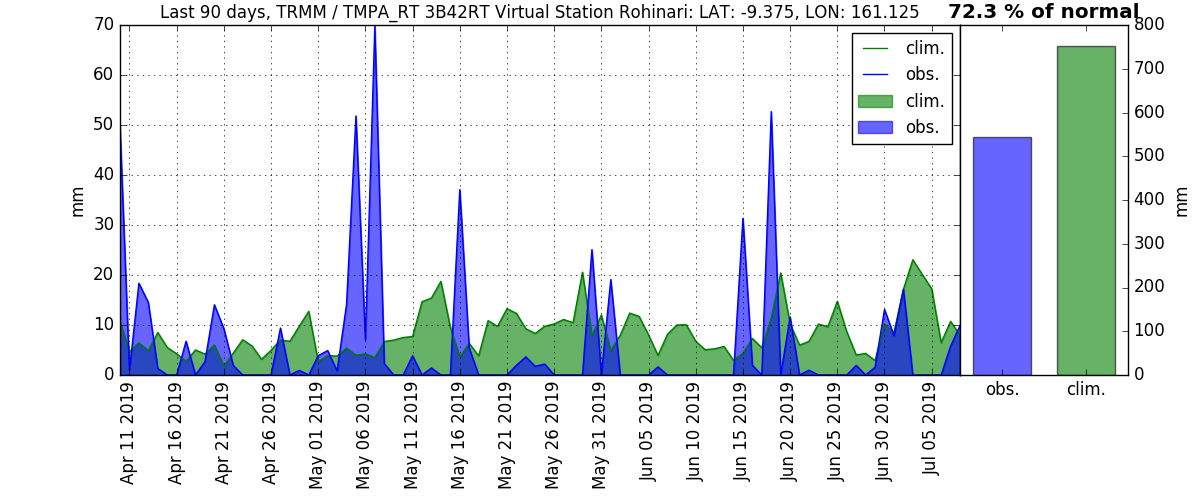 Last 90 days, TRMM / TMPA_RT 3B42RT Virtual Station Rohinari: LAT: -9.375, LON: 161.125
72.3 % of normal
70
60
50
40
30
20
10
0
mm
clim.
obs.
clim.
obs.
800
700
600
500
400
300
200
100
0
mm
obs.
clim.
Apr 11 2019
Apr 16 2019
Apr 21 2019
Apr 26 2019
May 01 2019
May 06 2019
May 11 2019
May 16 2019
May 21 2019
May 26 2019
May 31 2019
Jun 05 2019
Jun 10 2019
Jun 15 2019
Jun 20 2019
Jun 25 2019
Jun 30 2019
Jul 05 2019